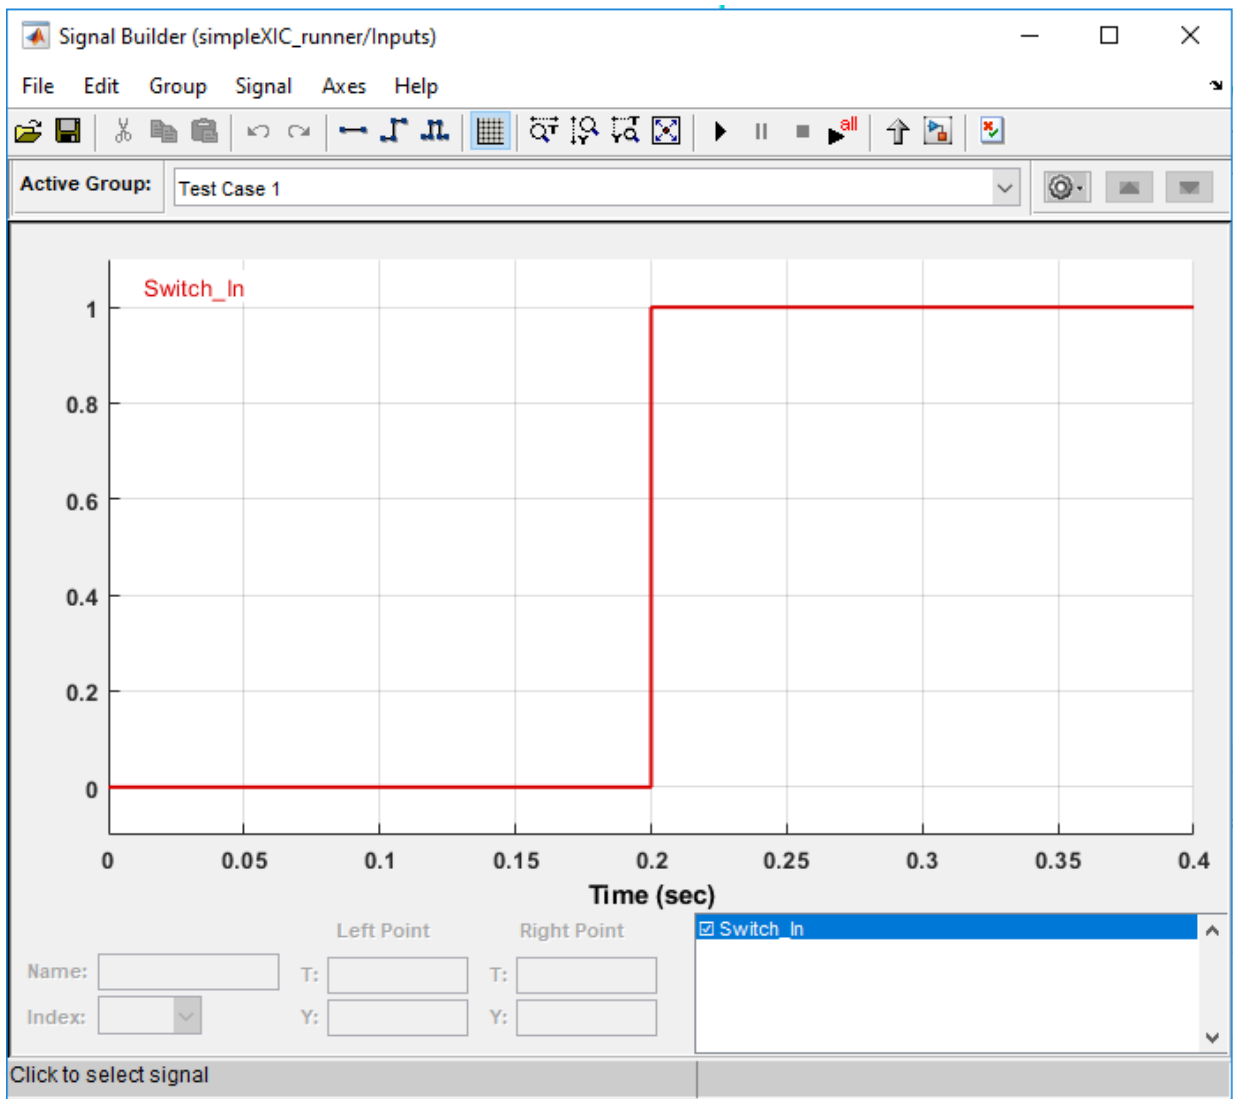 Signal Builder (simpleXIC_runner/Inputs)
File Edit Group Signal Axes Help
all
Active Group: Test Case 1
Switch_In
1
0.8
0.6
0.4
0.2
0
0 0.05 0.1 0.15 0.2 0.25 0.3 0.35 0.4
Time (sec)
Left Point Right Point
Switch_In
Name: T: T:
Index: Y: Y:
Click to select signal